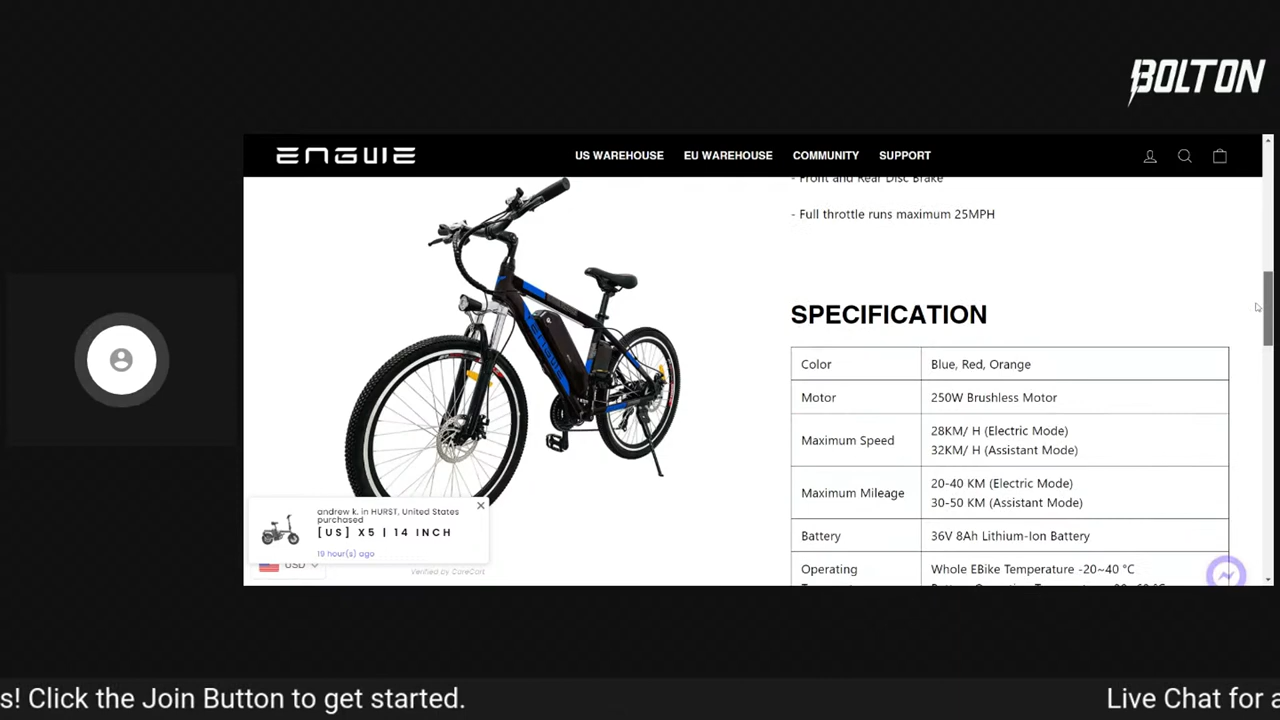 BOLTON
ENGWE
US WAREHOUSE EU WAREHOUSE COMMUNITY SUPPORT
- Front and Rear Disc Brake
- Full throttle runs maximum 25MPH
SPECIFICATION
Color Blue, Red, Orange
Motor 250W Brushless Motor
Maximum Speed 28KM/ H (Electric Mode)
32KM/ H (Assistant Mode)
Maximum Mileage 20-40 KM (Electric Mode)
30-50 KM (Assistant Mode)
Battery 36V 8Ah Lithium-Ion Battery
Operating Whole EBike Temperature -20~40 °C
andrew k. in HURST, United States
purchased
[US] X5 | 14 INCH
19 hour(s) ago
USD
Verified by CareCart
s! Click the Join Button to get started.
Live Chat for a